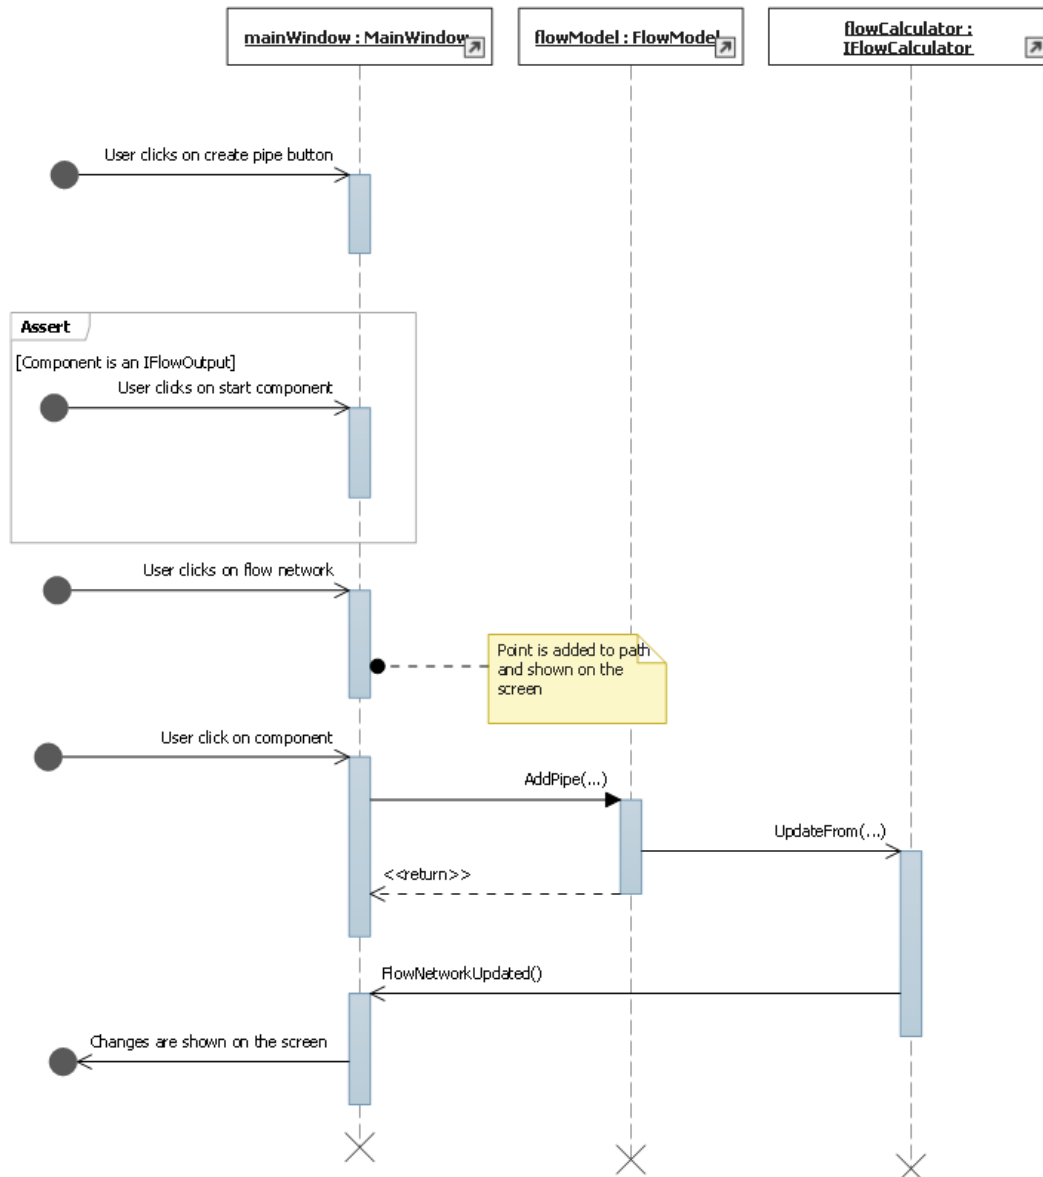 mainWindow : MainWindow
flowModel : FlowModel
flowCalculator :
IFlowCalculator
User clicks on create pipe button
Assert
[Component is an IFlowOutput]
User clicks on start component
User clicks on flow network
Point is added to path
and shown on the
screen
User click on component
AddPipe(...)
UpdateFrom(...)
<<return>>
FlowNetworkUpdated()
Changes are shown on the screen